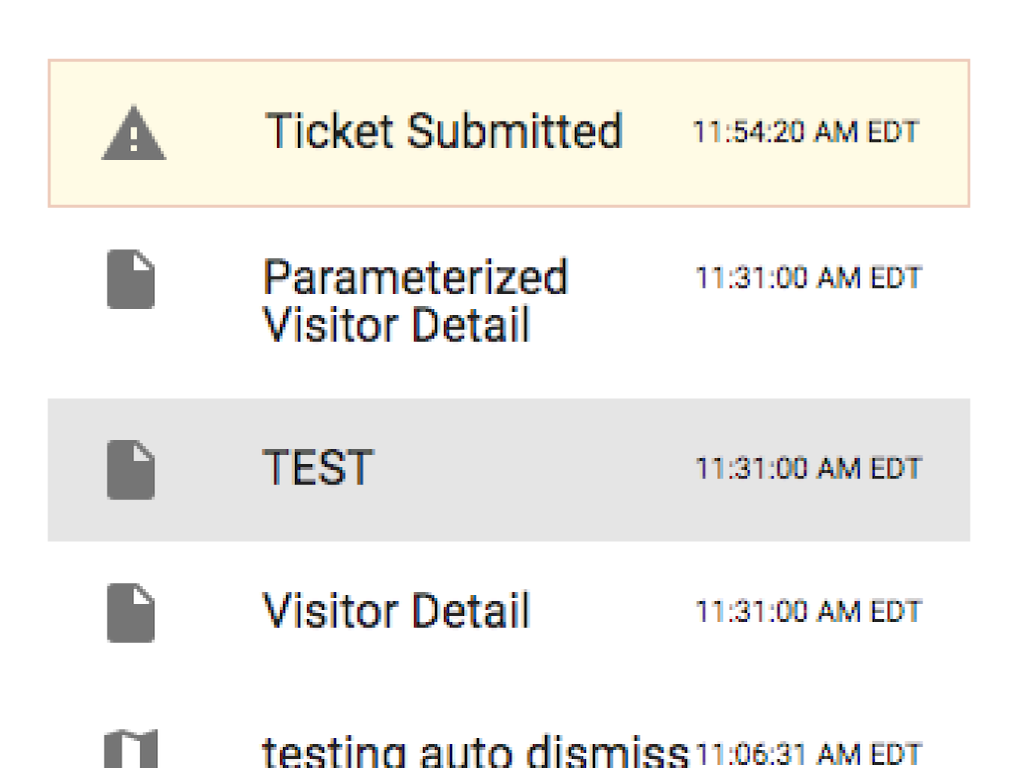 Ticket Submitted 11:54:20 AM EDT
Parameterized 11:31:00 AM EDT
Visitor Detail
TEST 11:31:00 AM EDT
Visitor Detail 11:31:00 AM EDT
testing auto dismiss 11:06:31 AM EDT